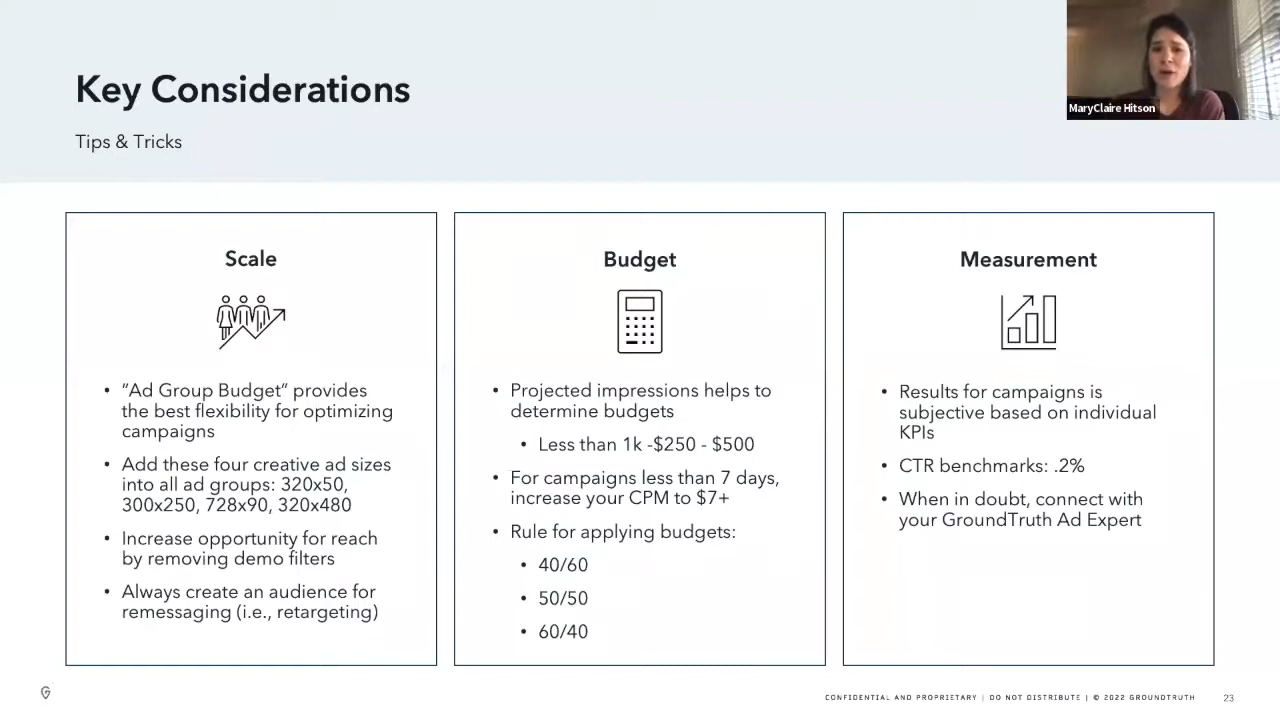 Key Considerations
Tips & Tricks
MaryClaire Hitson
Scale
• “Ad Group Budget” provides
the best flexibility for optimizing
campaigns
• Add these four creative ad sizes
into all ad groups: 320x50,
300x250, 728x90, 320x480
• Increase opportunity for reach
by removing demo filters
• Always create an audience for
remessaging (i.e., retargeting)
Budget
• Projected impressions helps to
determine budgets
• Less than 1k -$250 - $500
• For campaigns less than 7 days,
increase your CPM to $7+
• Rule for applying budgets:
• 40/60
• 50/50
• 60/40
Measurement
• Results for campaigns is
subjective based on individual
KPIs
• CTR benchmarks: .2%
• When in doubt, connect with
your GroundTruth Ad Expert
CONFIDENTIAL AND PROPRIETARY | DO NOT DISTRIBUTE | © 2022 GROUNDTRUTH
23